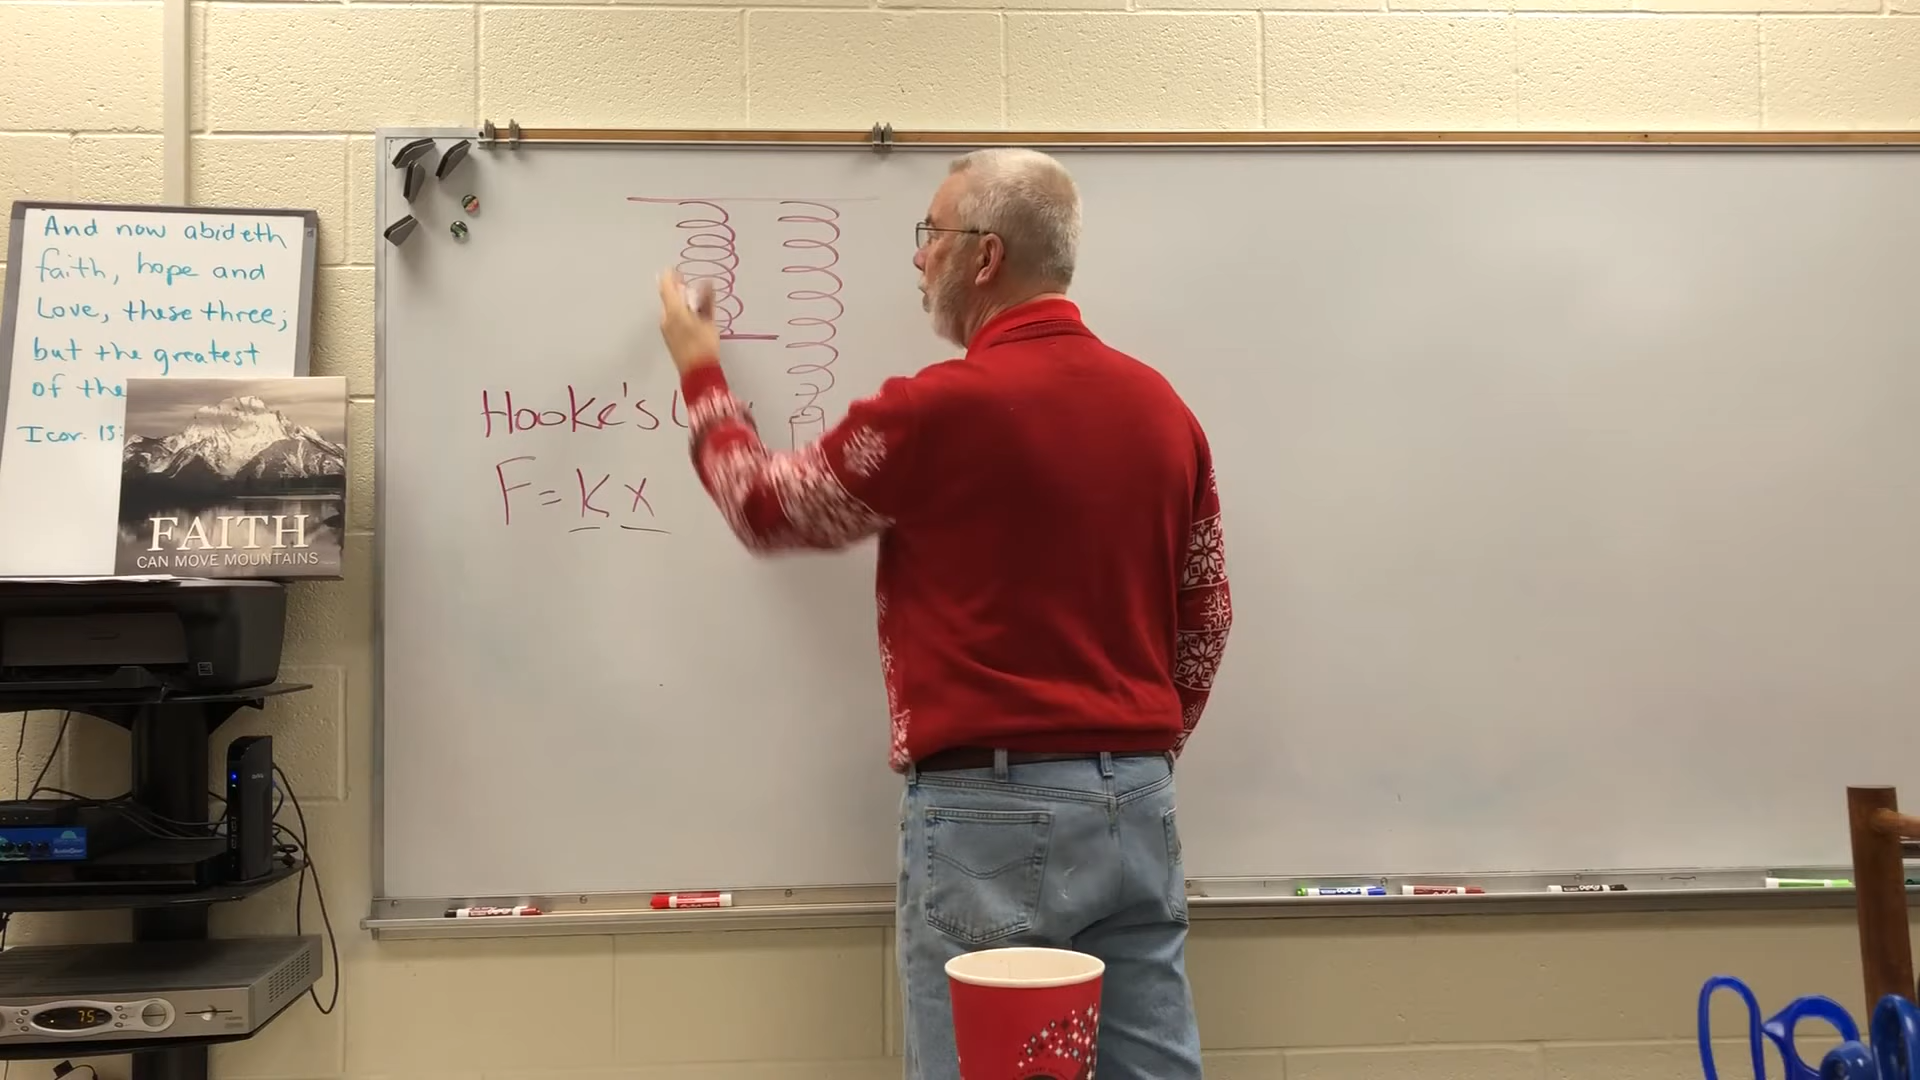 And now abideth
faith, hope and
Love, these three;
but the greatest
of the
I cor. 13:
FAITH
CAN MOVE MOUNTAINS
Hooke's L
F = K x
75